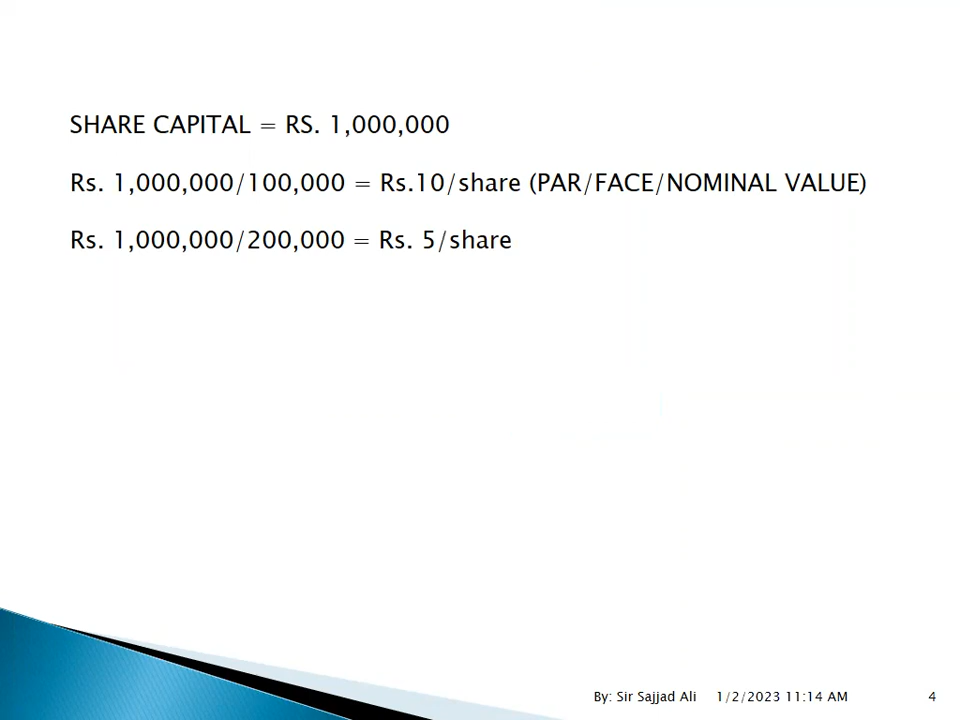 SHARE CAPITAL = RS. 1,000,000
Rs. 1,000,000/100,000 = Rs.10/share (PAR/FACE/NOMINAL VALUE)
Rs. 1,000,000/200,000 = Rs. 5/share
By: Sir Sajjad Ali 1/2/2023 11:14 AM 4